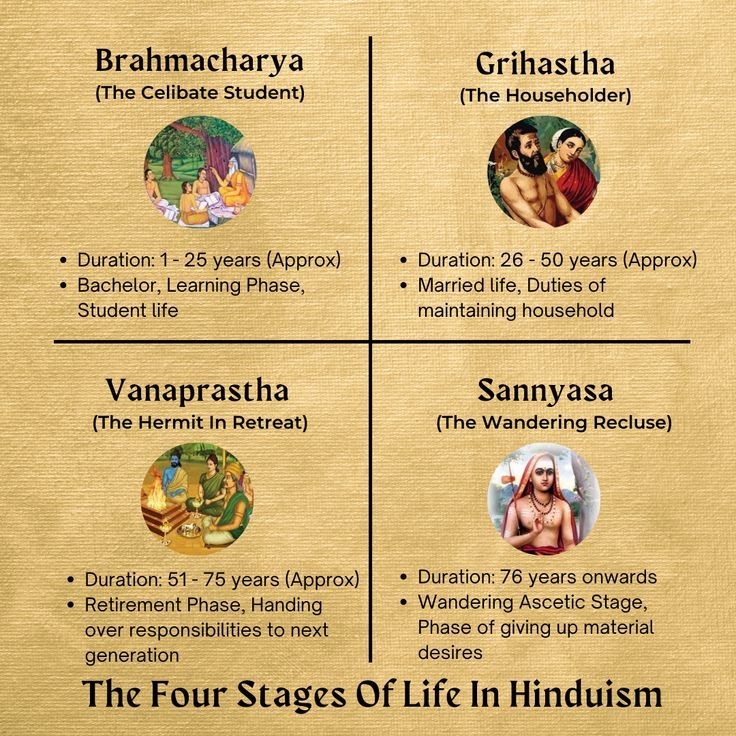 Brahmacharya
(The Celibate Student)
• Duration: 1 - 25 years (Approx)
• Bachelor, Learning Phase,
Student life
Grihastha
(The Householder)
• Duration: 26 - 50 years (Approx)
• Married life, Duties of
maintaining household
Vanaprastha
(The Hermit In Retreat)
• Duration: 51 - 75 years (Approx)
• Retirement Phase, Handing
over responsibilities to next
generation
Sannyasa
(The Wandering Recluse)
• Duration: 76 years onwards
• Wandering Ascetic Stage,
Phase of giving up material
desires
The Four Stages Of Life In Hinduism